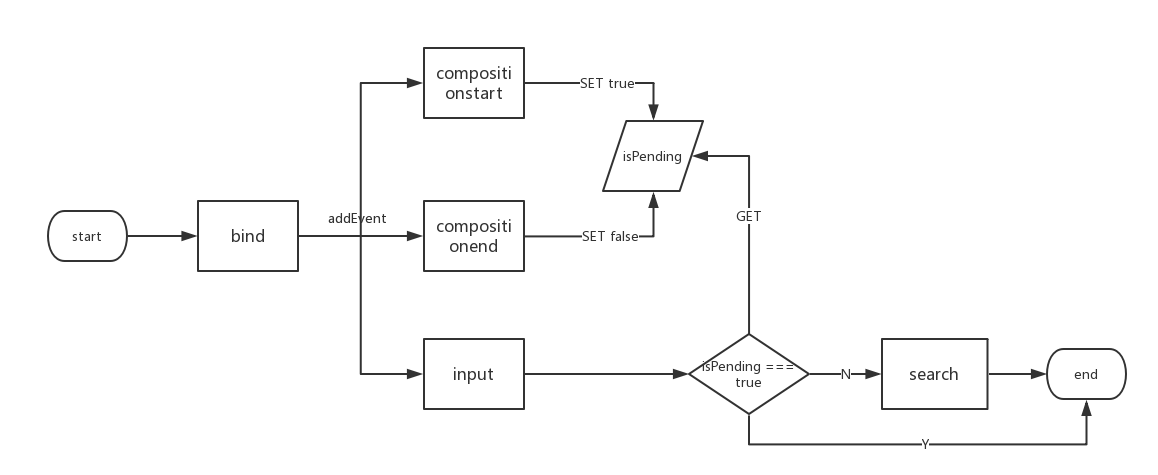 compositi
onstart
SET true
isPending
start
bind
addEvent
compositi
onend
SET false
GET
input
isPending ===
true
N
search
end
Y